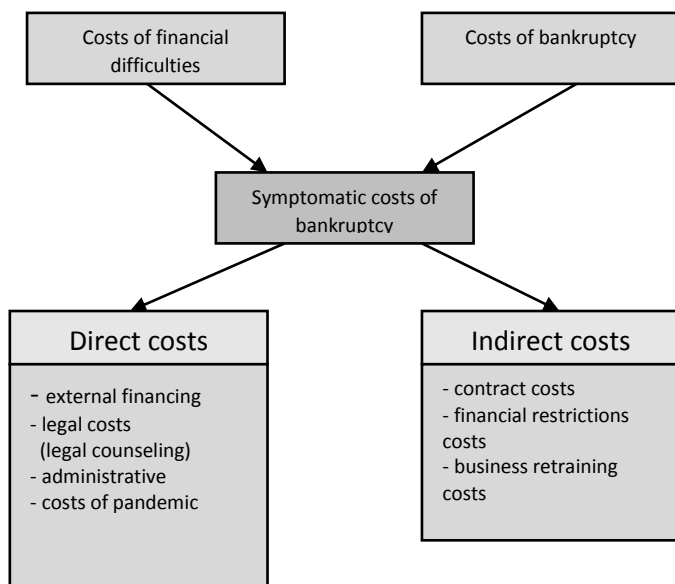 Costs of financial
difficulties
Costs of bankruptcy
Symptomatic costs of
bankruptcy
Direct costs
- external financing
- legal costs
(legal counseling)
- administrative
- costs of pandemic
Indirect costs
- contract costs
- financial restrictions
costs
- business retraining
costs